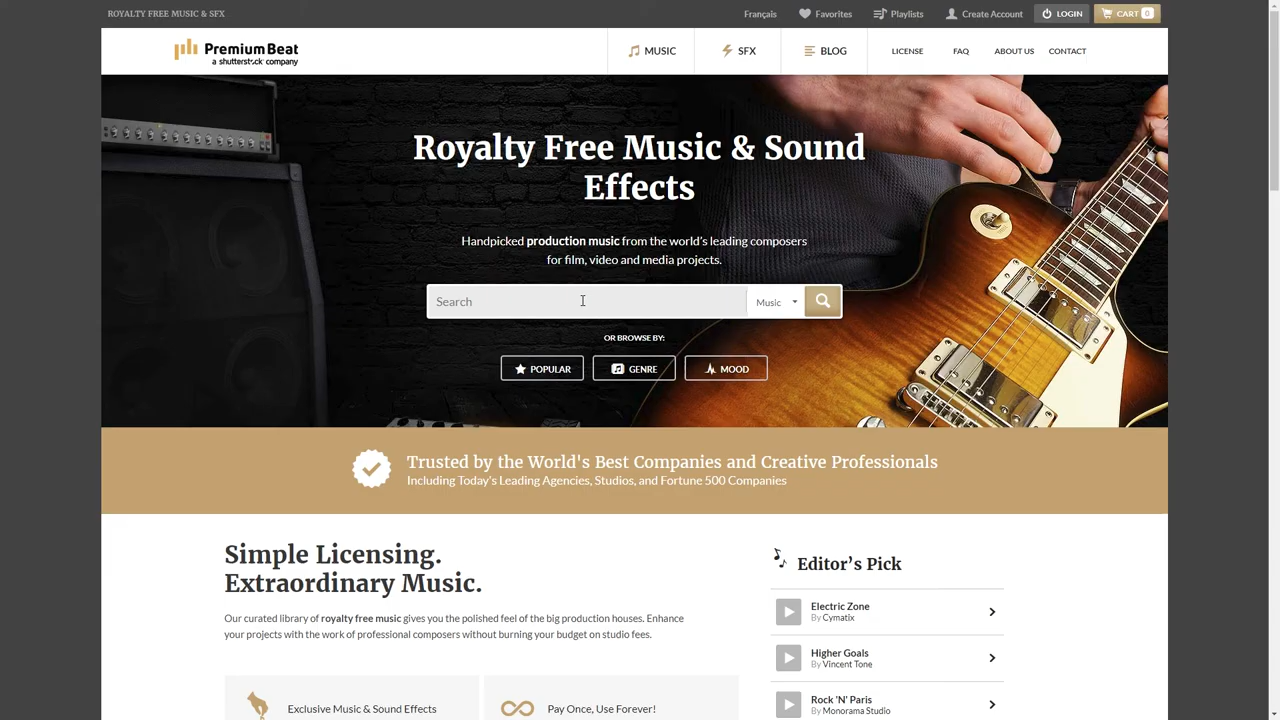 ROYALTY FREE MUSIC & SFX
Français
Favorites
Playlists
Create Account
LOGIN
CART 0
PremiumBeat
a shutterstock company
MUSIC
SFX
BLOG
LICENSE
FAQ
ABOUT US
CONTACT
Royalty Free Music & Sound
Effects
Handpicked production music from the world's leading composers
for film, video and media projects.
Search
Music
OR BROWSE BY:
POPULAR
GENRE
MOOD
Trusted by the World's Best Companies and Creative Professionals
Including Today's Leading Agencies, Studios, and Fortune 500 Companies
Simple Licensing.
Extraordinary Music.
Our curated library of royalty free music gives you the polished feel of the big production houses. Enhance
your projects with the work of professional composers without burning your budget on studio fees.
Exclusive Music & Sound Effects
Pay Once, Use Forever!
Editor's Pick
Electric Zone
By Cymatix
Higher Goals
By Vincent Tone
Rock 'N' Paris
By Monorama Studio